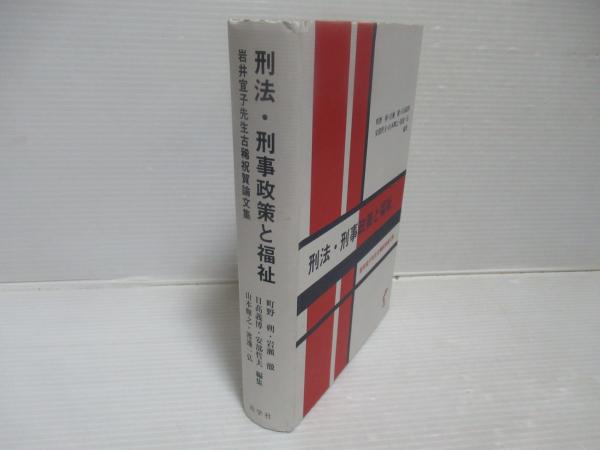 刑法・刑事政策と福祉
岩井宜子先生古稀祝賀論文集
町野 朔・岩瀬 徹
日高義博・安部哲夫 編集
山本輝之・渡邊一弘
尚学社
刑法・刑事政策と福祉